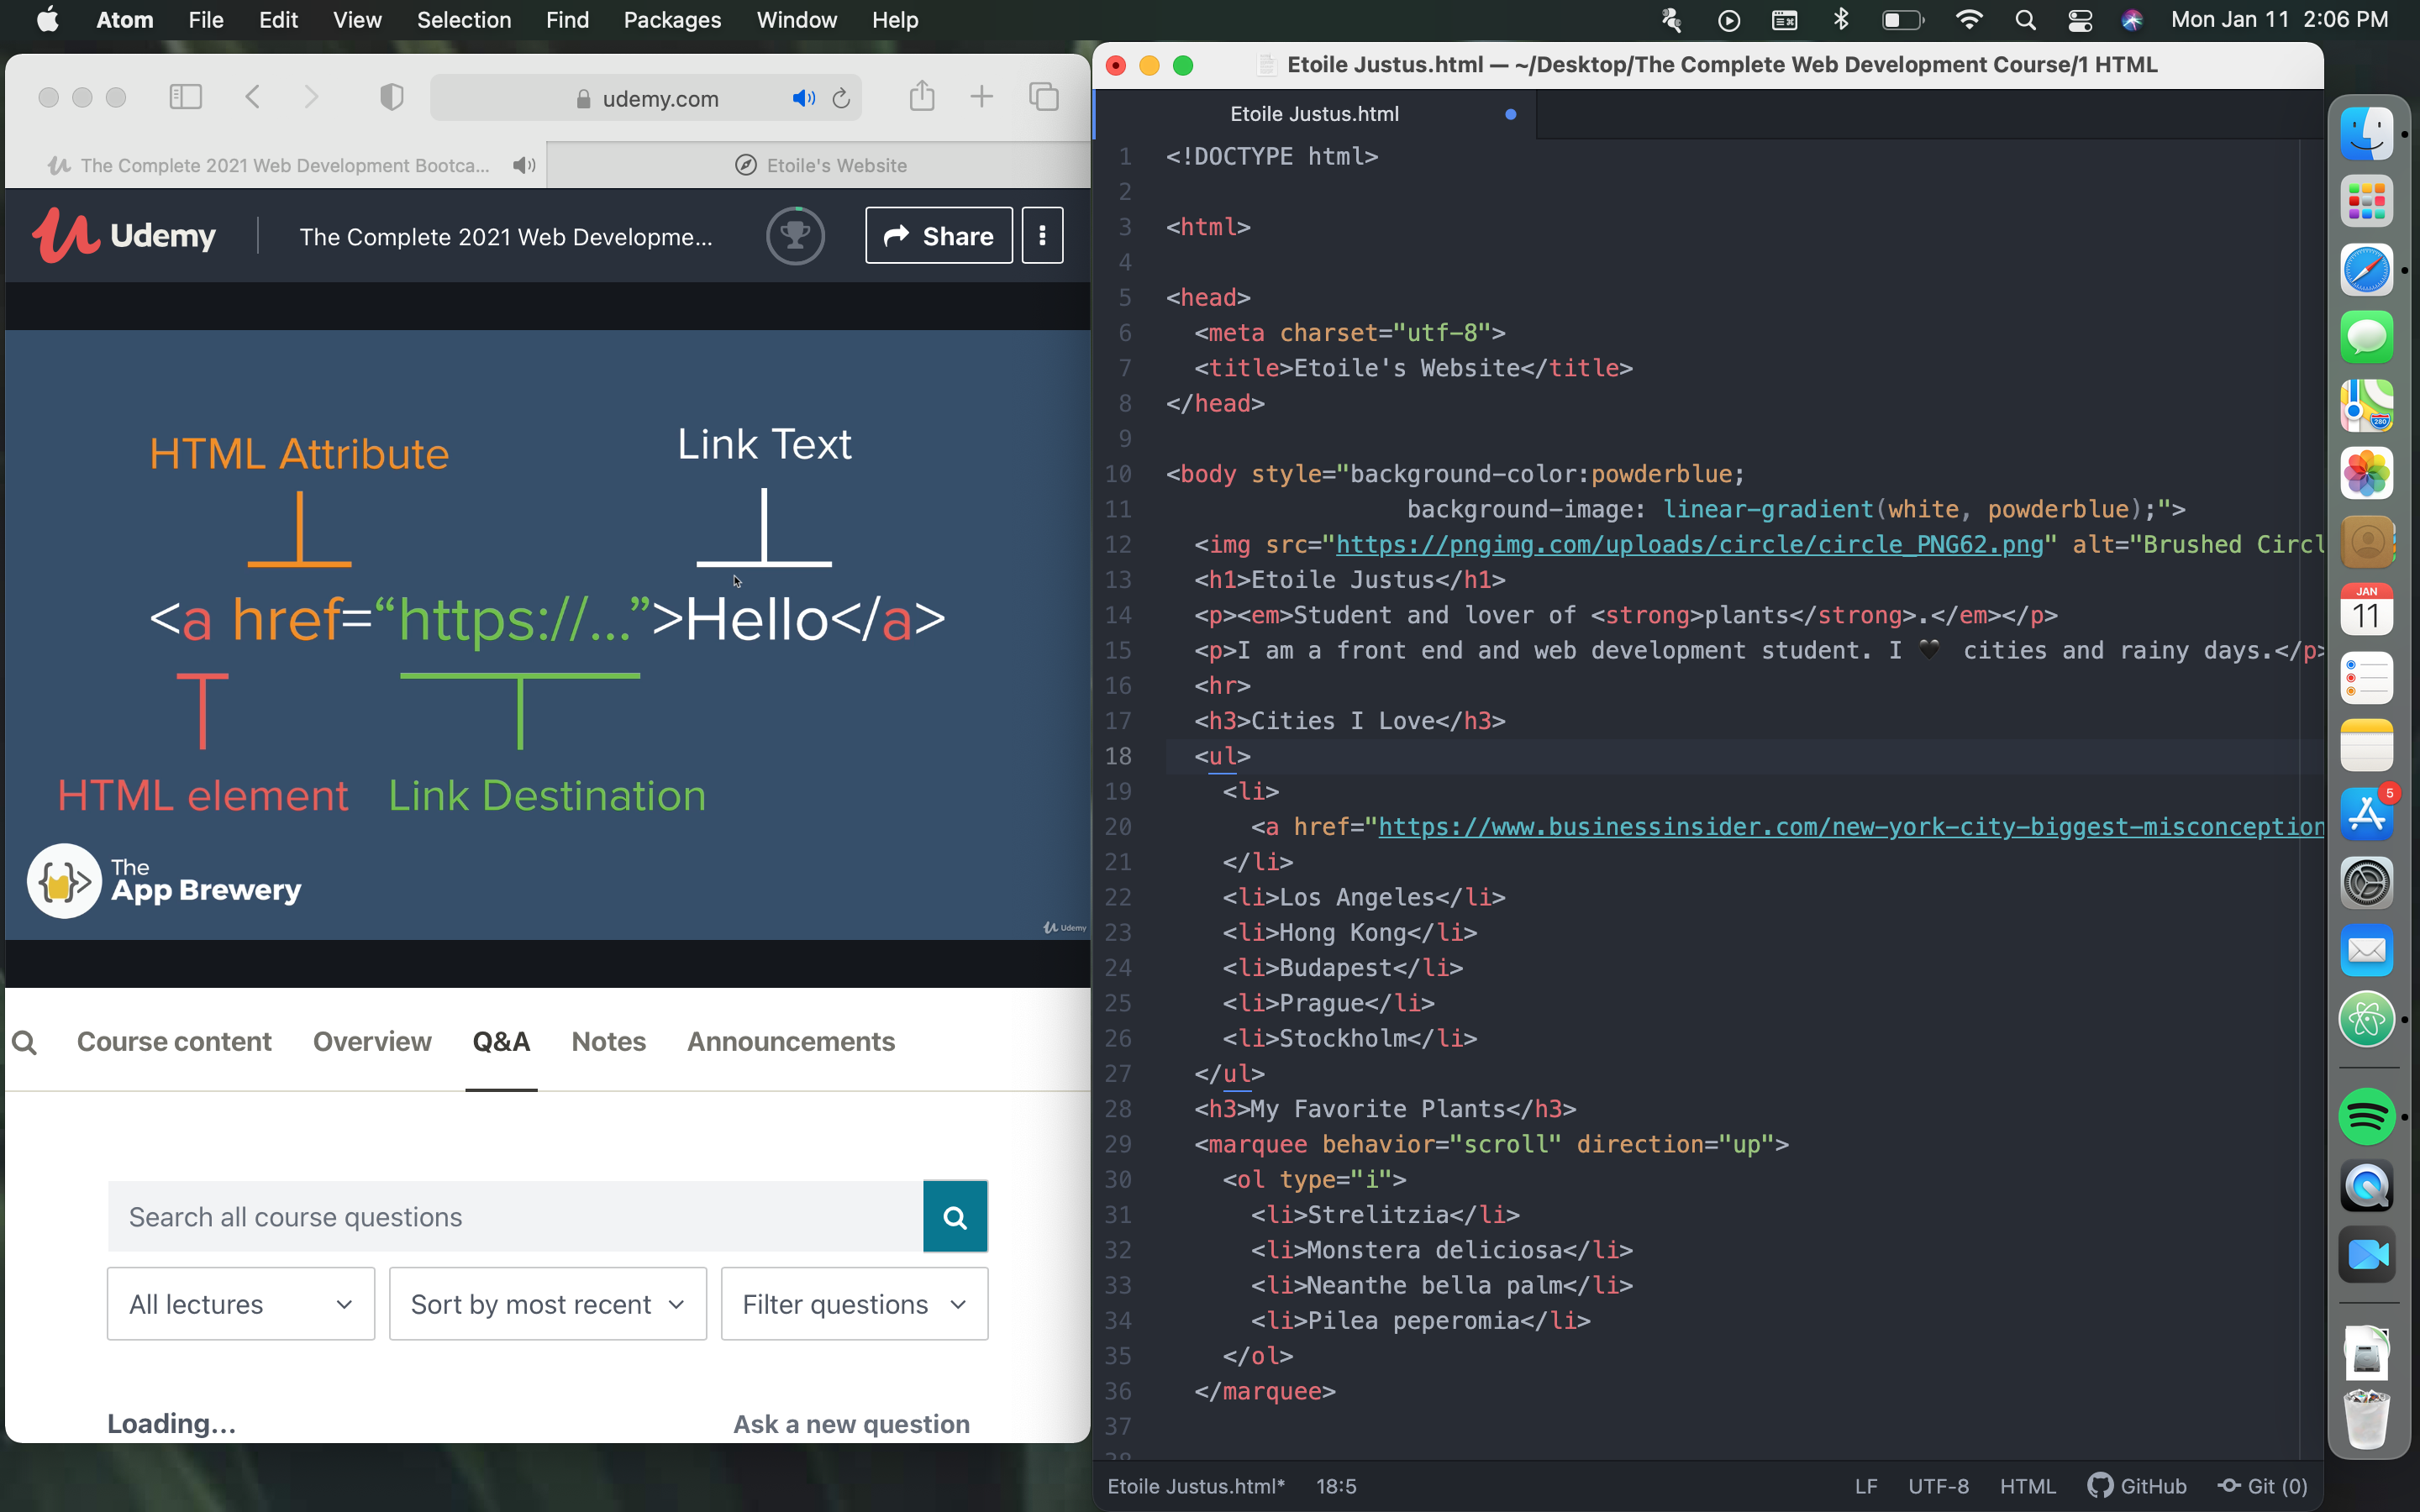 Atom File Edit View Selection Find Packages Window Help
Mon Jan 11 2:06 PM
udemy.com
The Complete 2021 Web Development Bootca...
Etoile's Website
Udemy
The Complete 2021 Web Developme...
Share
HTML Attribute
Link Text
<a href=“https://...”>Hello</a>
HTML element
Link Destination
The
App Brewery
Udemy
Course content Overview Q&A Notes Announcements
Search all course questions
All lectures
Sort by most recent
Filter questions
Loading...
Ask a new question
Etoile Justus.html — ~/Desktop/The Complete Web Development Course/1 HTML
Etoile Justus.html
1 <!DOCTYPE html>
2
3 <html>
4
5 <head>
6 <meta charset="utf-8">
7 <title>Etoile's Website</title>
8 </head>
9
10 <body style="background-color:powderblue;
11 background-image: linear-gradient(white, powderblue);">
12 <img src="https://pngimg.com/uploads/circle/circle_PNG62.png" alt="Brushed Circl
13 <h1>Etoile Justus</h1>
14 <p><em>Student and lover of <strong>plants</strong>.</em></p>
15 <p>I am a front end and web development student. I 🖤 cities and rainy days.</p>
16 <hr>
17 <h3>Cities I Love</h3>
18 <ul>
19 <li>
20 <a href="https://www.businessinsider.com/new-york-city-biggest-misconception
21 </li>
22 <li>Los Angeles</li>
23 <li>Hong Kong</li>
24 <li>Budapest</li>
25 <li>Prague</li>
26 <li>Stockholm</li>
27 </ul>
28 <h3>My Favorite Plants</h3>
29 <marquee behavior="scroll" direction="up">
30 <ol type="i">
31 <li>Strelitzia</li>
32 <li>Monstera deliciosa</li>
33 <li>Neanthe bella palm</li>
34 <li>Pilea peperomia</li>
35 </ol>
36 </marquee>
37
38
Etoile Justus.html* 18:5
LF UTF-8 HTML GitHub Git (0)
280
JAN
11
5